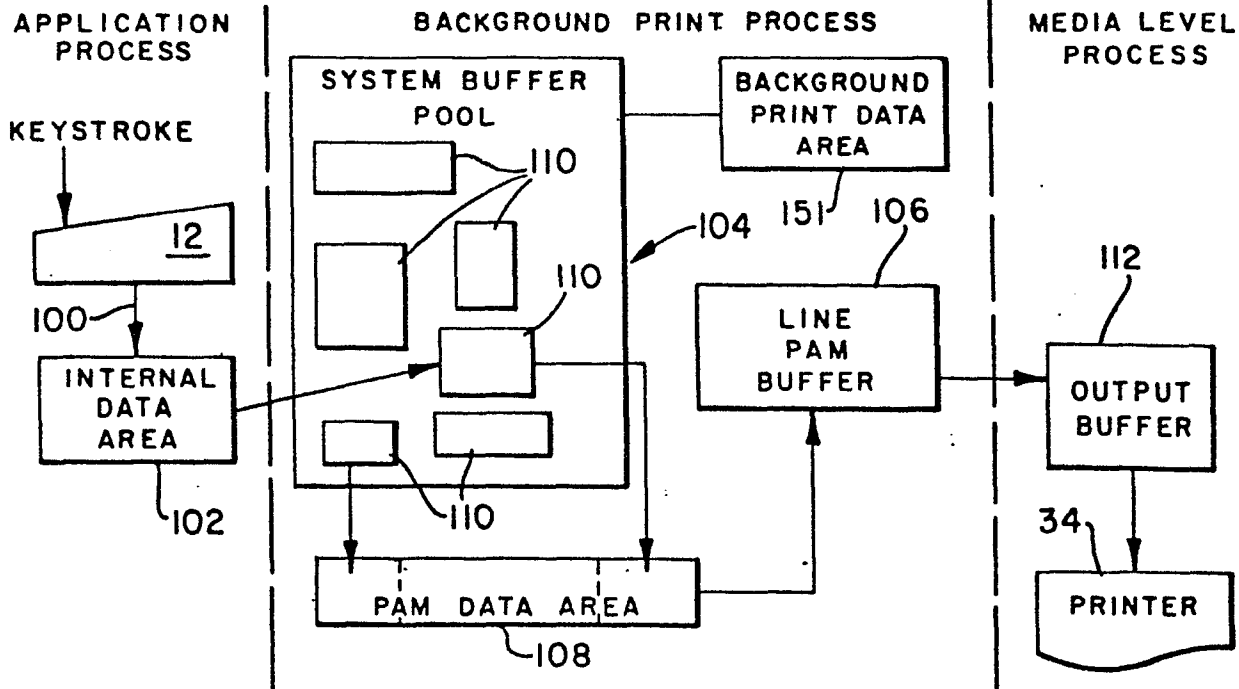 APPLICATION
PROCESS
KEYSTROKE
12
100
INTERNAL
DATA
AREA
102
BACKGROUND PRINT PROCESS
SYSTEM BUFFER
POOL
110
104
110
110
BACKGROUND
PRINT DATA
AREA
151
106
LINE
PAM
BUFFER
PAM DATA AREA
108
MEDIA LEVEL
PROCESS
112
OUTPUT
BUFFER
34
PRINTER